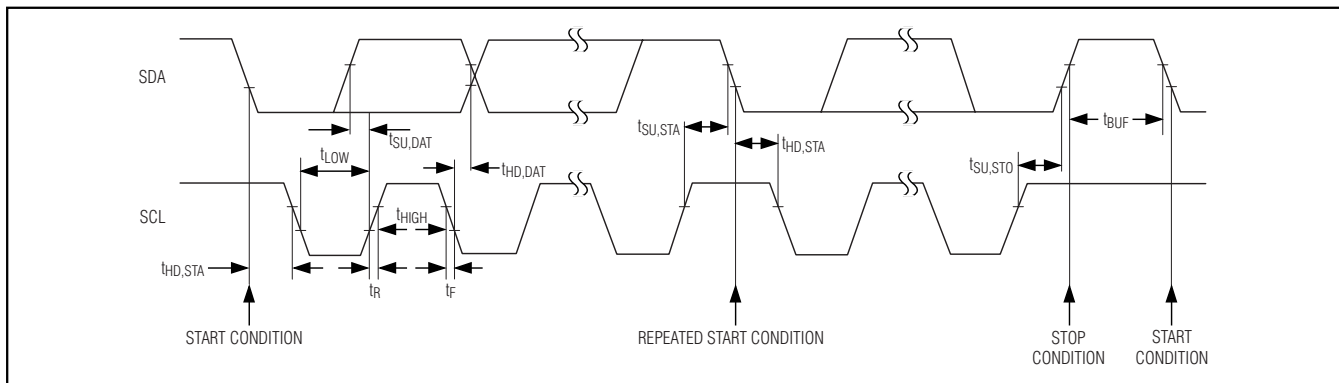 SDA
tSU,DAT
tLOW
tHD,DAT
tSU,STA
tHD,STA
tBUF
tSU,STO
SCL
tHIGH
tHD,STA
tR
tF
START CONDITION
REPEATED START CONDITION
STOP
CONDITION
START
CONDITION